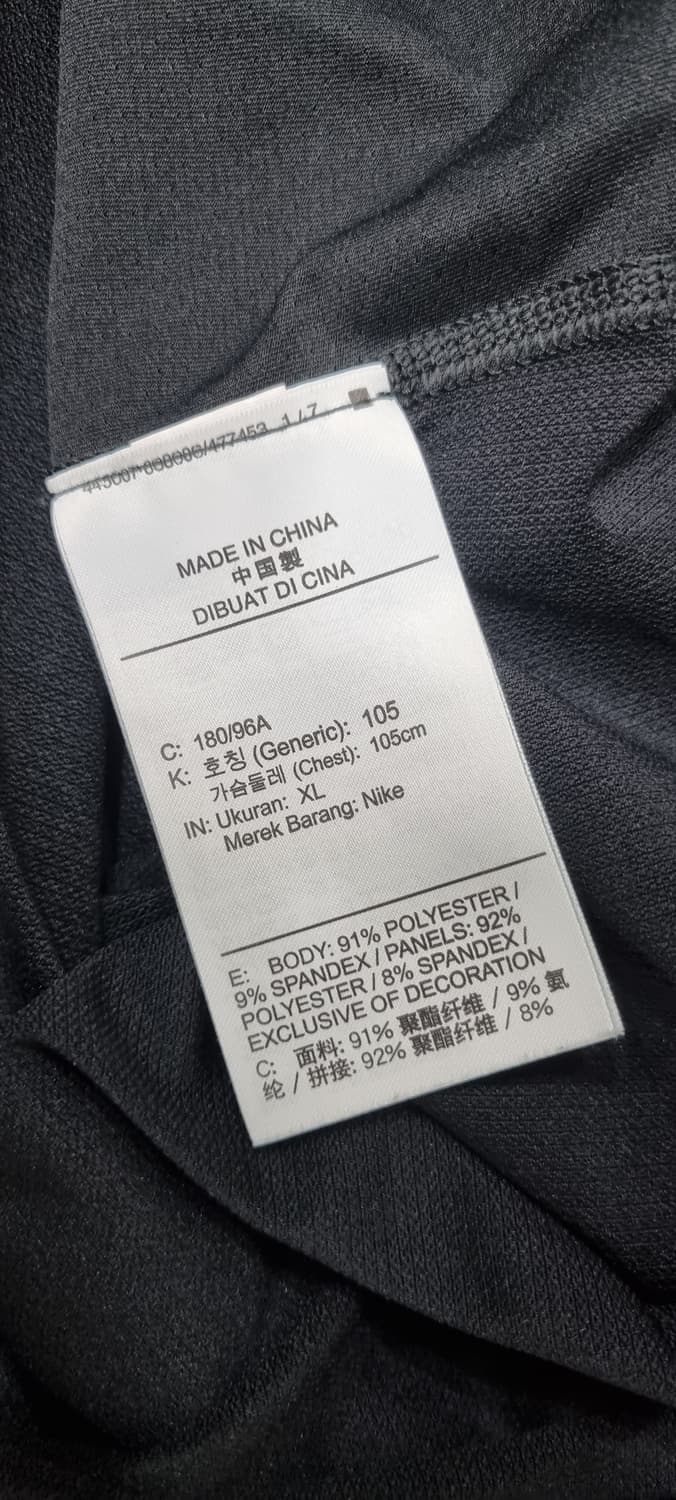 1 / 7
MADE IN CHINA
中国製
DIBUAT DI CINA
C: 180/96A
K: 호칭 (Generic): 105
가슴둘레 (Chest): 105cm
IN: Ukuran: XL
Merek Barang: Nike
E: BODY: 91% POLYESTER /
9% SPANDEX / PANELS: 92%
POLYESTER / 8% SPANDEX /
EXCLUSIVE OF DECORATION
C: 面料: 91% 聚酯纤维 / 9% 氨
纶 / 拼接: 92% 聚酯纤维 / 8%